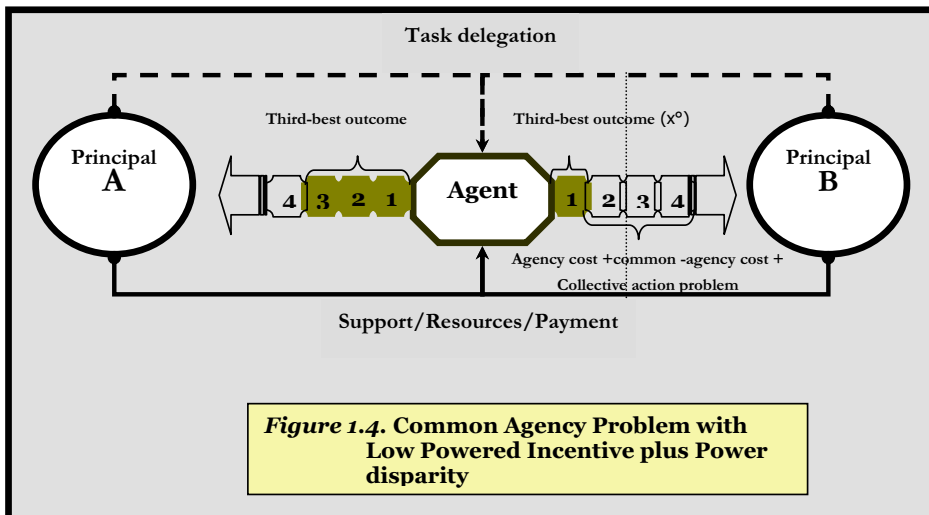 Task delegation
Third-best outcome
Third-best outcome (x°)
Principal
A
4 3 2 1
Agent
1 2 3 4
Principal
B
Agency cost +common -agency cost +
Collective action problem
Support/Resources/Payment
Figure 1.4. Common Agency Problem with
Low Powered Incentive plus Power
disparity